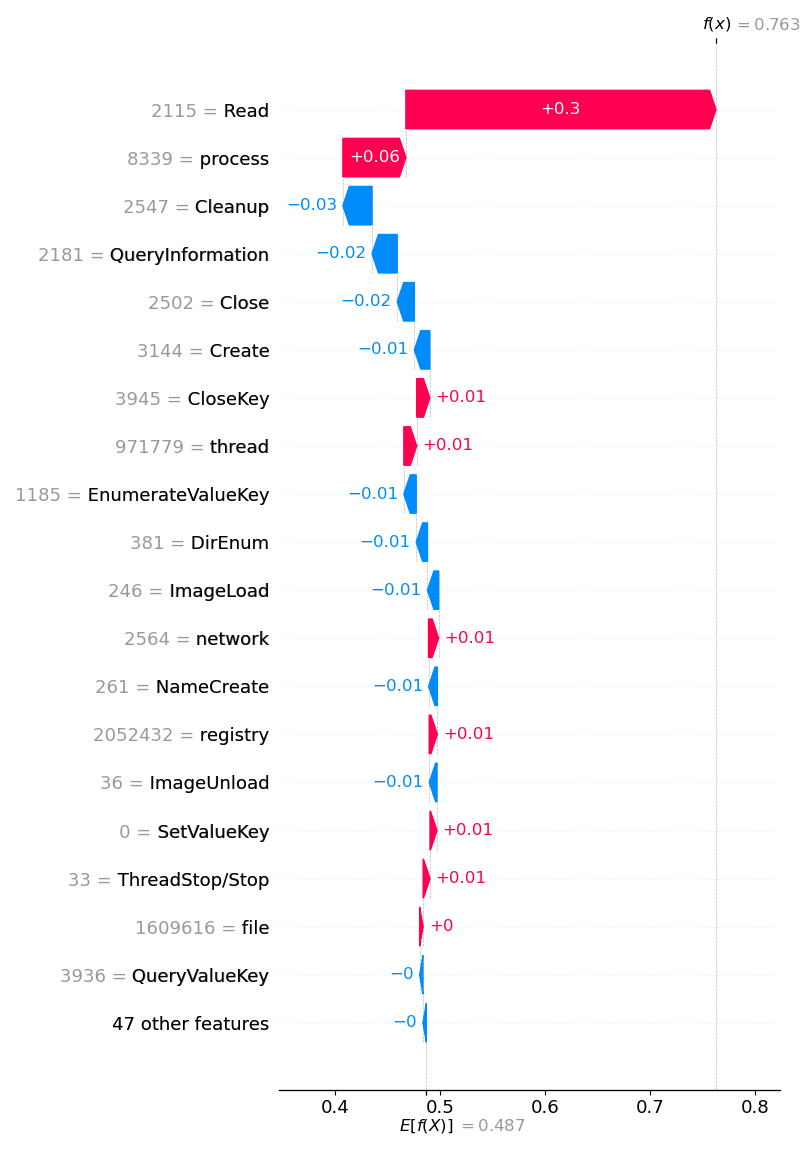 f(x) = 0.763
2115 = Read +0.3
8339 = process +0.06
2547 = Cleanup −0.03
2181 = QueryInformation −0.02
2502 = Close −0.02
3144 = Create −0.01
3945 = CloseKey +0.01
971779 = thread +0.01
1185 = EnumerateValueKey −0.01
381 = DirEnum −0.01
246 = ImageLoad −0.01
2564 = network +0.01
261 = NameCreate −0.01
2052432 = registry +0.01
36 = ImageUnload −0.01
0 = SetValueKey +0.01
33 = ThreadStop/Stop +0.01
1609616 = file +0
3936 = QueryValueKey −0
47 other features −0
0.4 0.5 0.6 0.7 0.8
E[f(X)] = 0.487